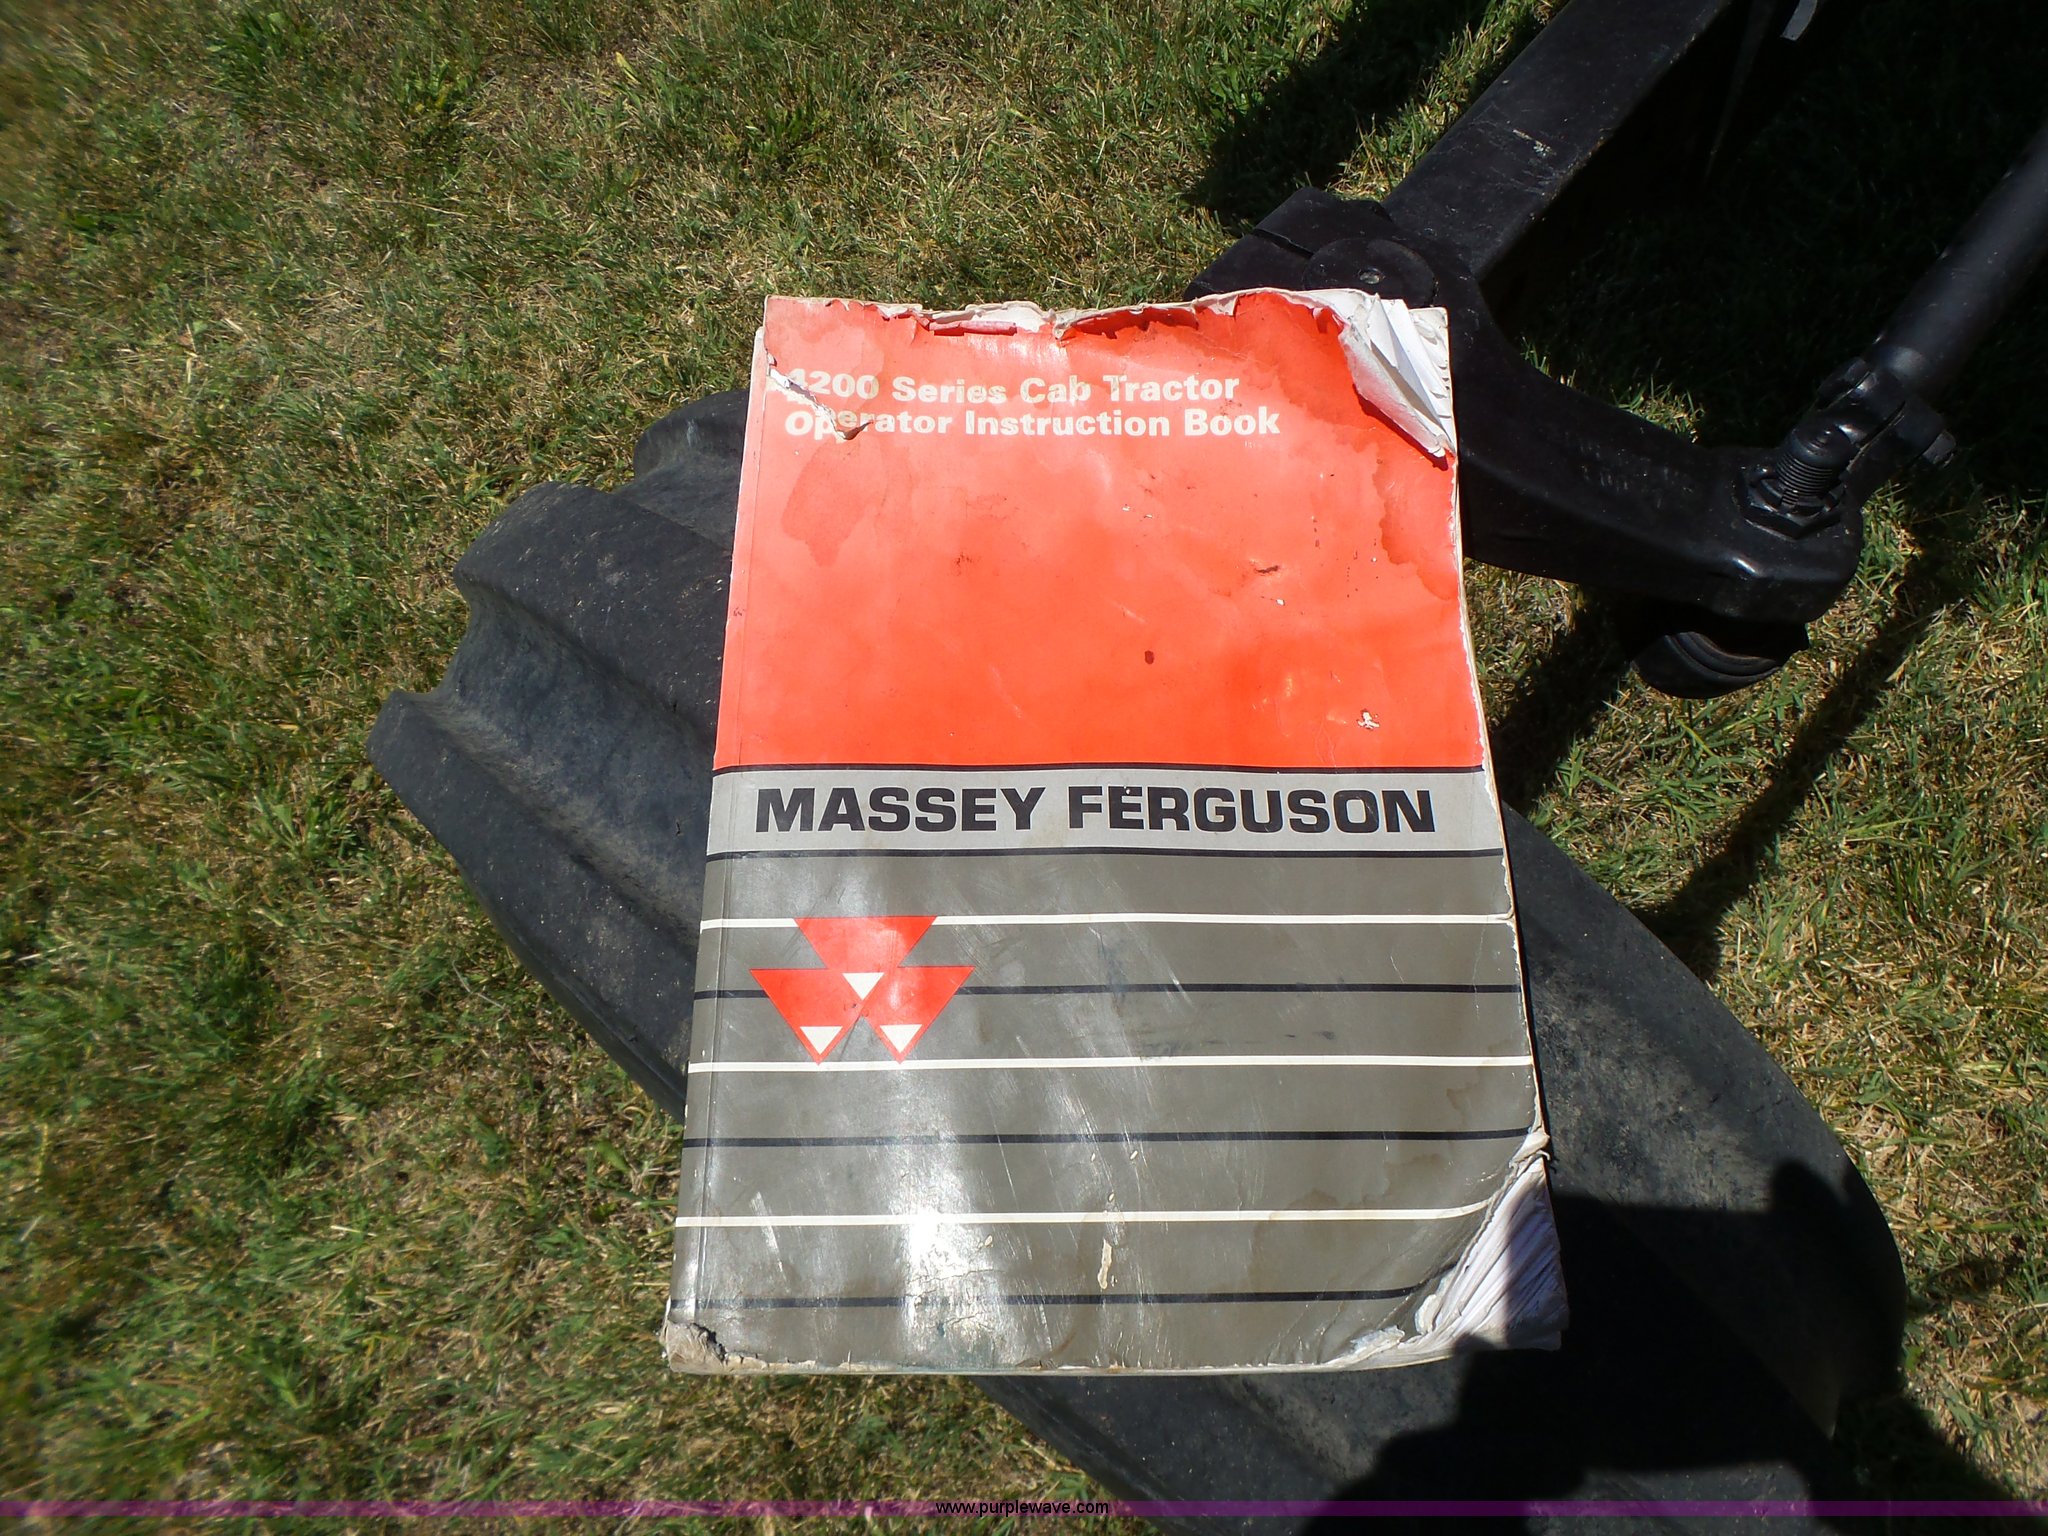 4200 Series Cab Tractor
Operator Instruction Book
MASSEY FERGUSON
www.purplewave.com